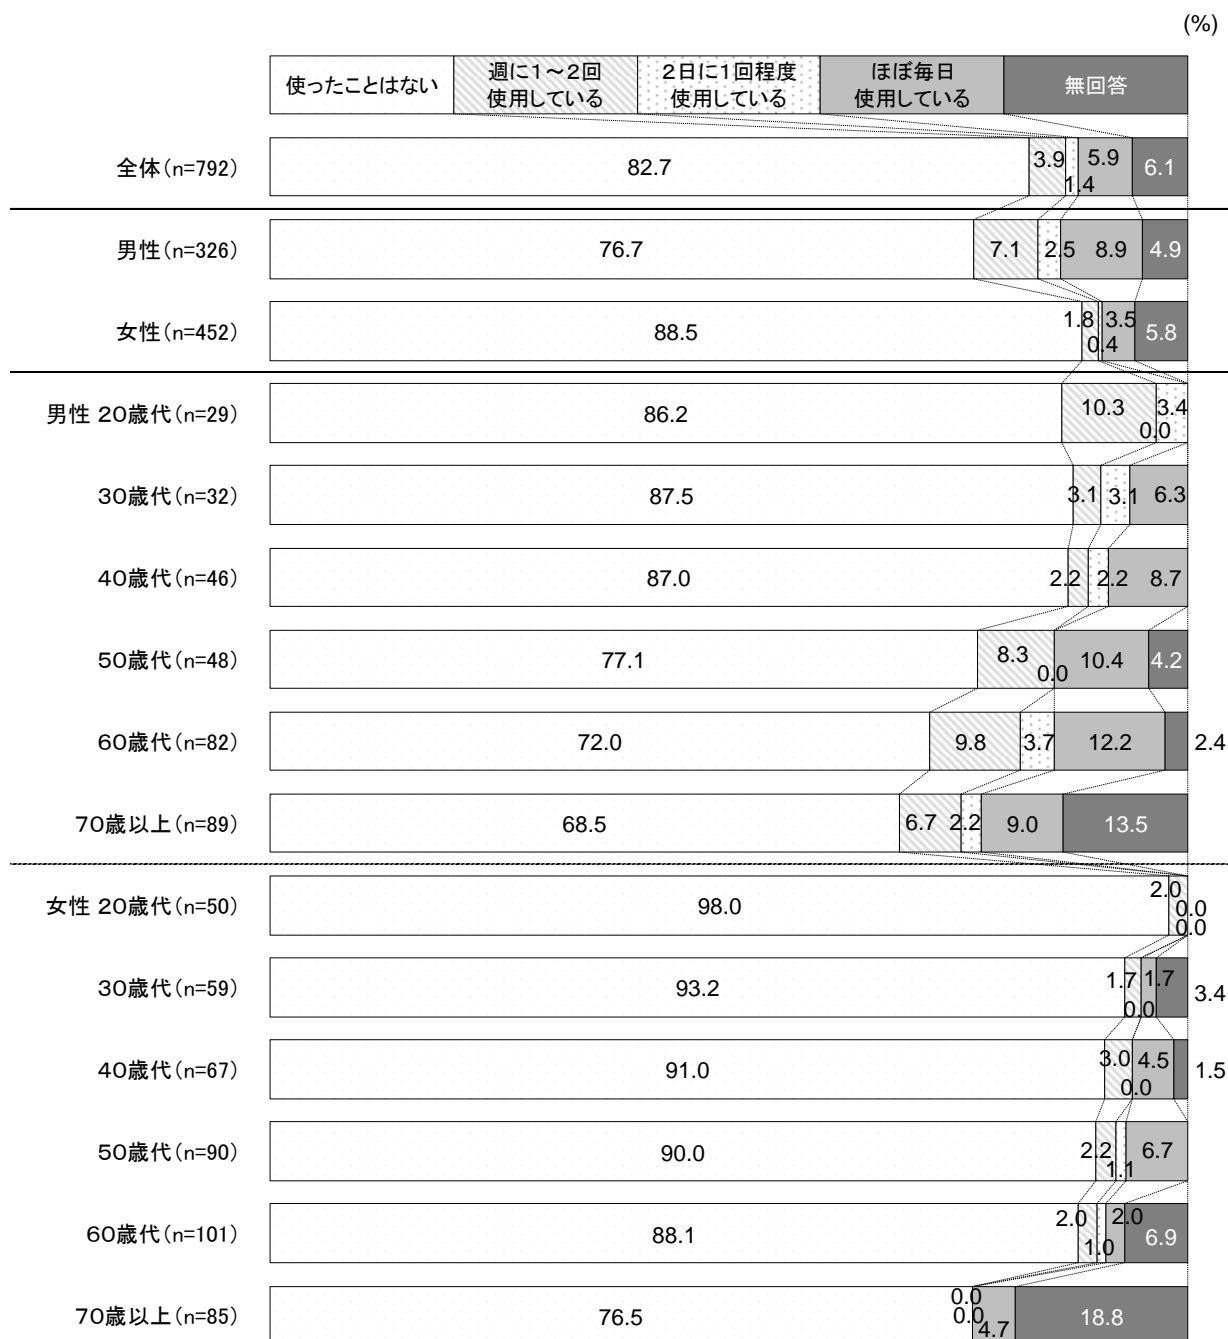 (%)
使ったことはない
週に1～2回
使用している
2日に1回程度
使用している
ほぼ毎日
使用している
無回答
全体(n=792) 82.7 3.9 1.4 5.9 6.1
男性(n=326) 76.7 7.1 2.5 8.9 4.9
女性(n=452) 88.5 1.8 0.4 3.5 5.8
男性 20歳代(n=29) 86.2 10.3 3.4 0.0
30歳代(n=32) 87.5 3.1 3.1 6.3
40歳代(n=46) 87.0 2.2 2.2 8.7
50歳代(n=48) 77.1 8.3 0.0 10.4 4.2
60歳代(n=82) 72.0 9.8 3.7 12.2 2.4
70歳以上(n=89) 68.5 6.7 2.2 9.0 13.5
女性 20歳代(n=50) 98.0 2.0 0.0 0.0
30歳代(n=59) 93.2 1.7 0.0 1.7 3.4
40歳代(n=67) 91.0 3.0 0.0 4.5 1.5
50歳代(n=90) 90.0 2.2 1.1 6.7
60歳代(n=101) 88.1 2.0 1.0 2.0 6.9
70歳以上(n=85) 76.5 0.0 0.0 4.7 18.8